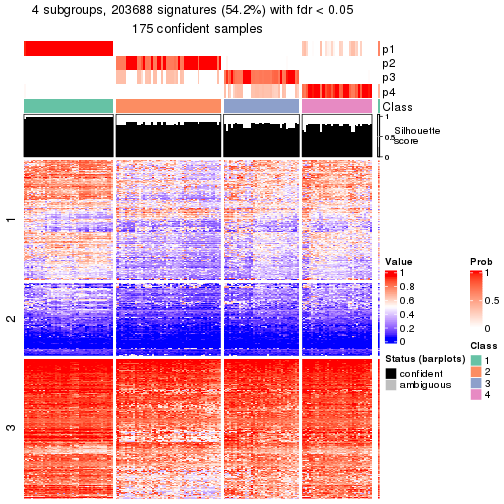 4 subgroups, 203688 signatures (54.2%) with fdr < 0.05
175 confident samples
p1
p2
p3
p4
Class
1
0.5
0
Silhouette
score
1
2
3
Value
1
0.8
0.6
0.4
0.2
0
Prob
1
0.5
0
Status (barplots)
confident
ambiguous
Class
1
2
3
4